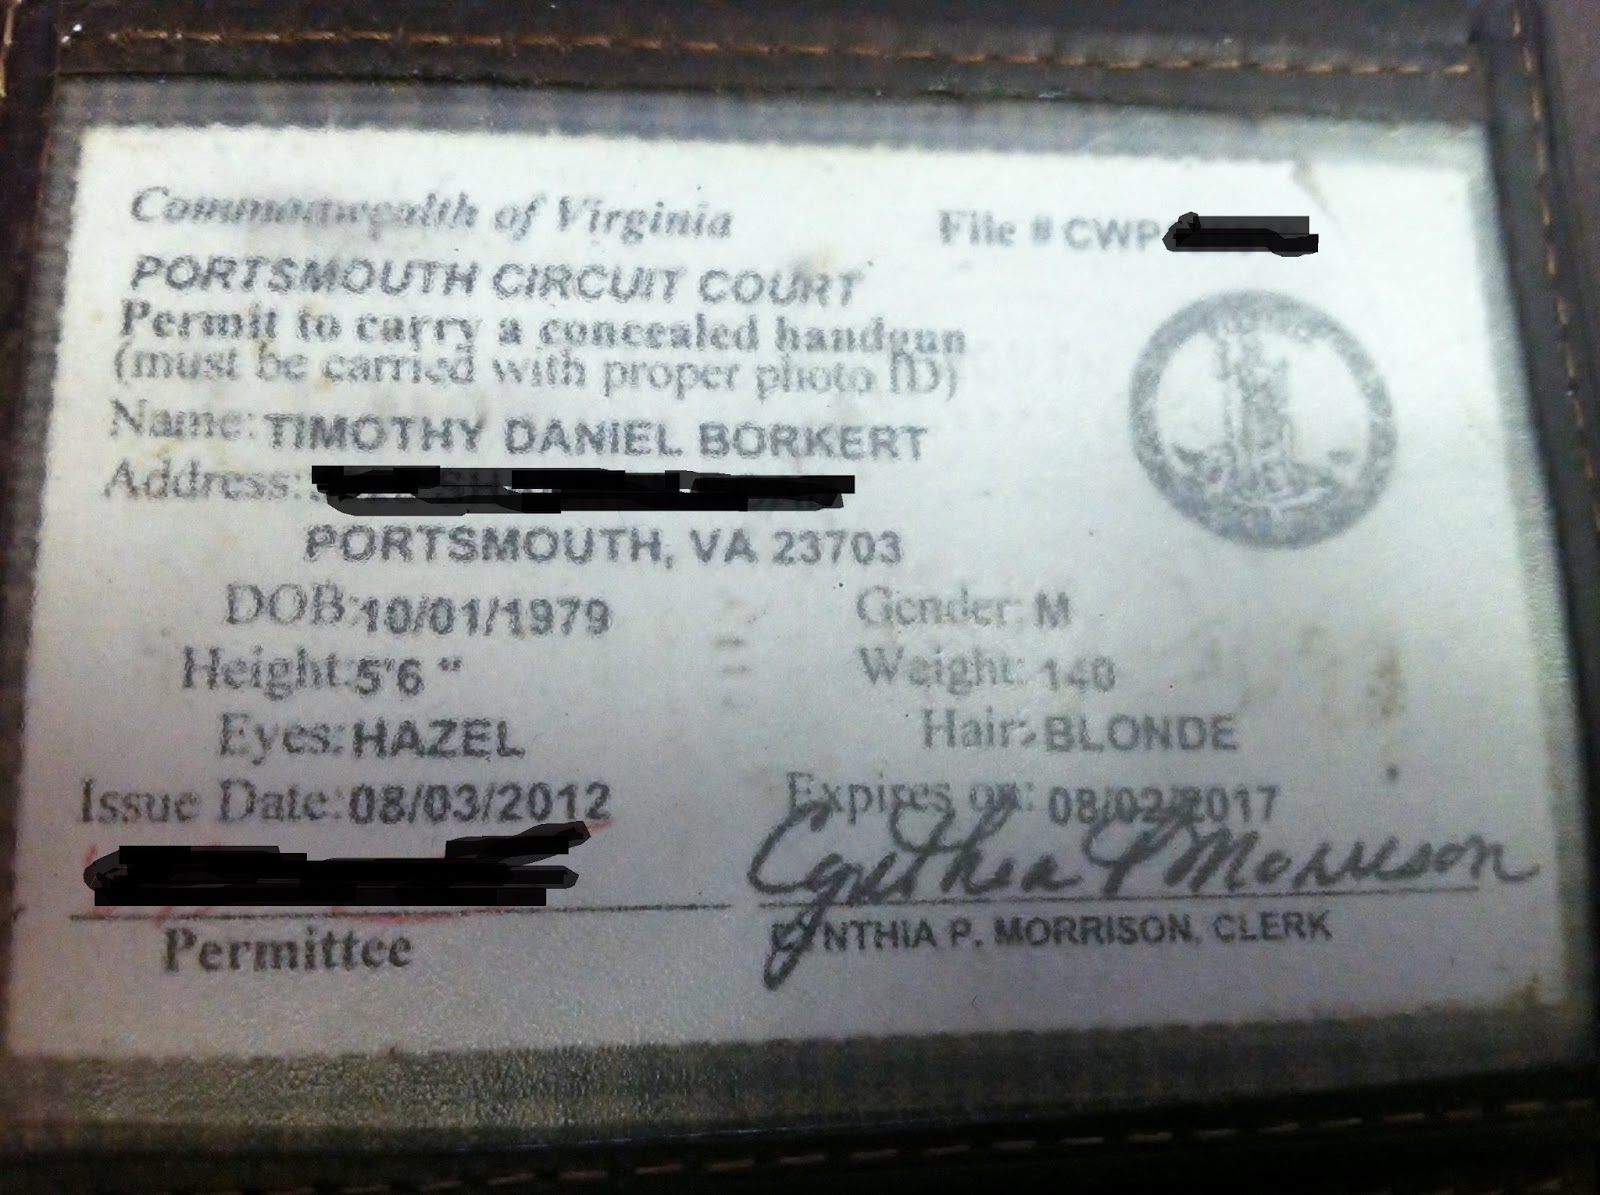 Commonwealth of Virginia
File # CWP
PORTSMOUTH CIRCUIT COURT
Permit to carry a concealed handgun
(must be carried with proper photo ID)
Name: TIMOTHY DANIEL BORKERT
Address:
PORTSMOUTH, VA 23703
DOB: 10/01/1979 Gender: M
Height: 5'6" Weight: 140
Eyes: HAZEL Hair: BLONDE
Issue Date: 08/03/2012 Expires on: 08/02/2017
Cynthia P Morrison
Permittee CYNTHIA P. MORRISON, CLERK